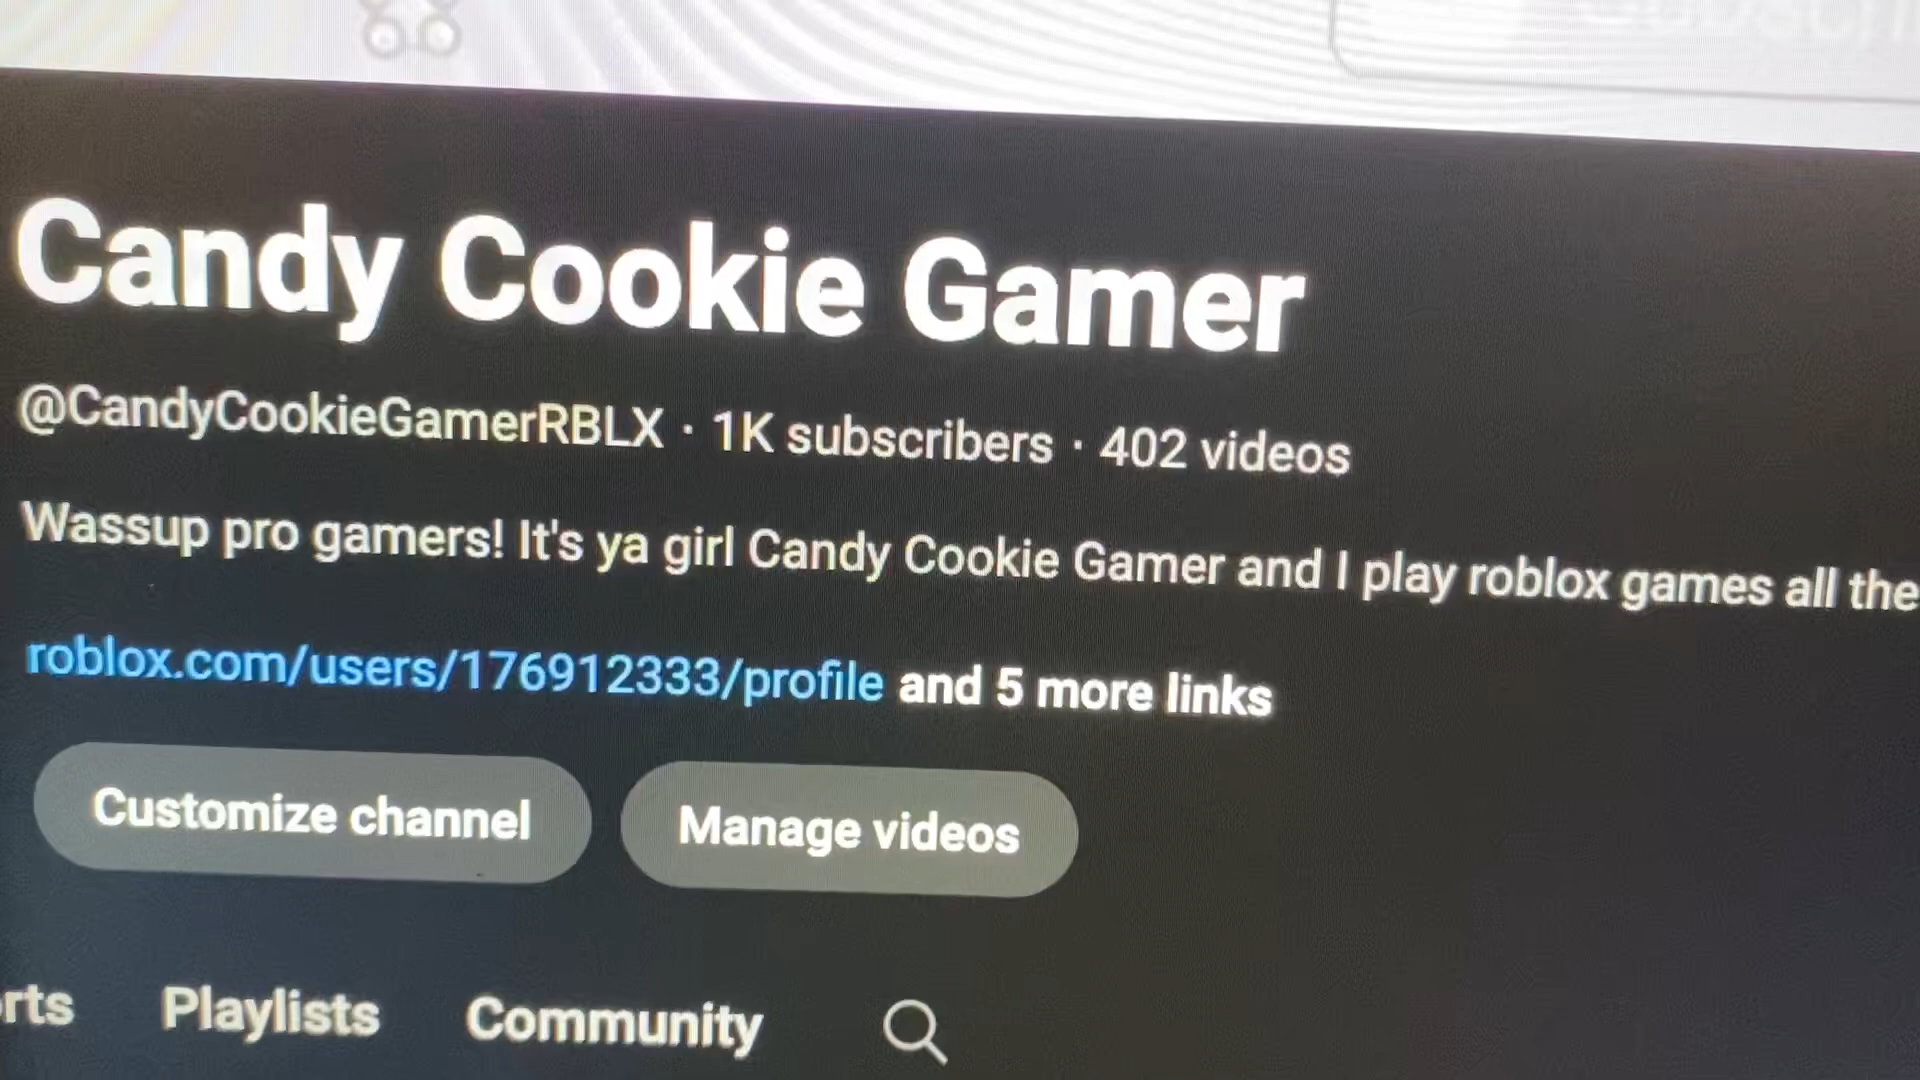 Candy Cookie Gamer
@CandyCookieGamerRBLX · 1K subscribers · 402 videos
Wassup pro gamers! It's ya girl Candy Cookie Gamer and I play roblox games all the
roblox.com/users/176912333/profile and 5 more links
Customize channel Manage videos
rts Playlists Community